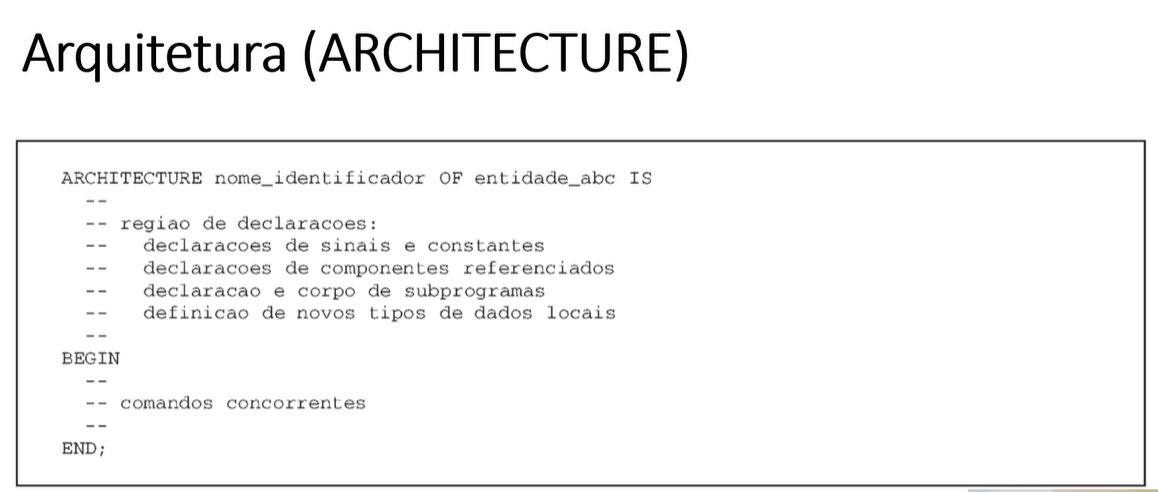 Arquitetura (ARCHITECTURE)
ARCHITECTURE nome_identificador OF entidade_abc IS
--
-- regiao de declaracoes:
-- declaracoes de sinais e constantes
-- declaracoes de componentes referenciados
-- declaracao e corpo de subprogramas
-- definicao de novos tipos de dados locais
--
BEGIN
--
-- comandos concorrentes
--
END;